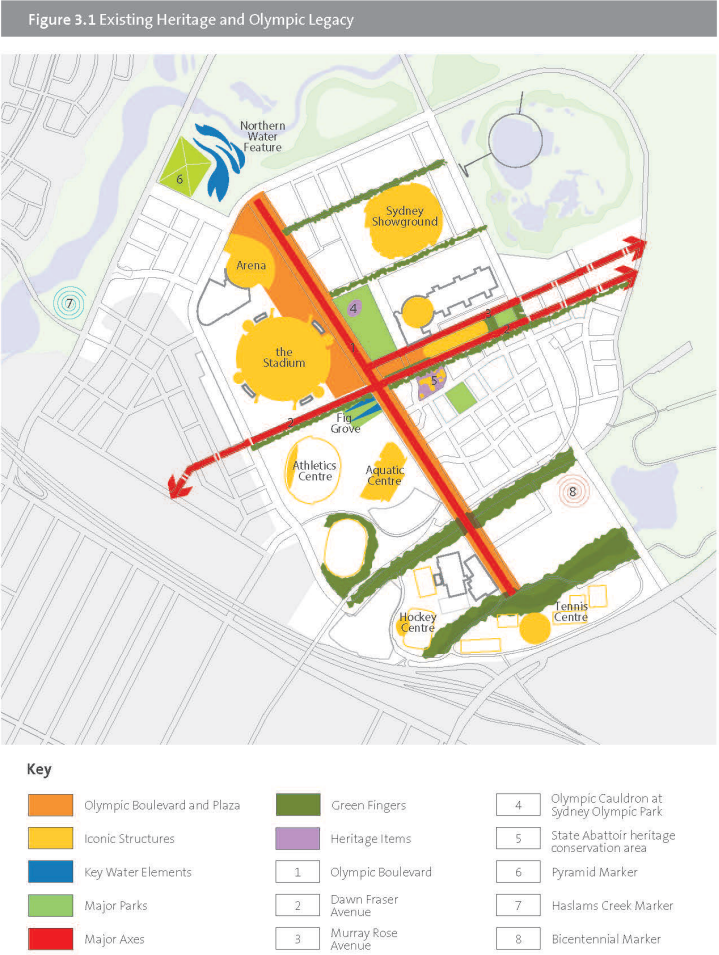 Figure 3.1 Existing Heritage and Olympic Legacy
Northern
Water
Feature
6
Sydney
Showground
Arena
7
4
3
the
Stadium
5
2
Fig
Grove
Athletics
Centre
Aquatic
Centre
8
Hockey
Centre
Tennis
Centre
Key
Olympic Boulevard and Plaza
Iconic Structures
Key Water Elements
Major Parks
Major Axes
Green Fingers
Heritage Items
1 Olympic Boulevard
2 Dawn Fraser
Avenue
3 Murray Rose
Avenue
4 Olympic Cauldron at
Sydney Olympic Park
5 State Abattoir heritage
conservation area
6 Pyramid Marker
7 Haslams Creek Marker
8 Bicentennial Marker